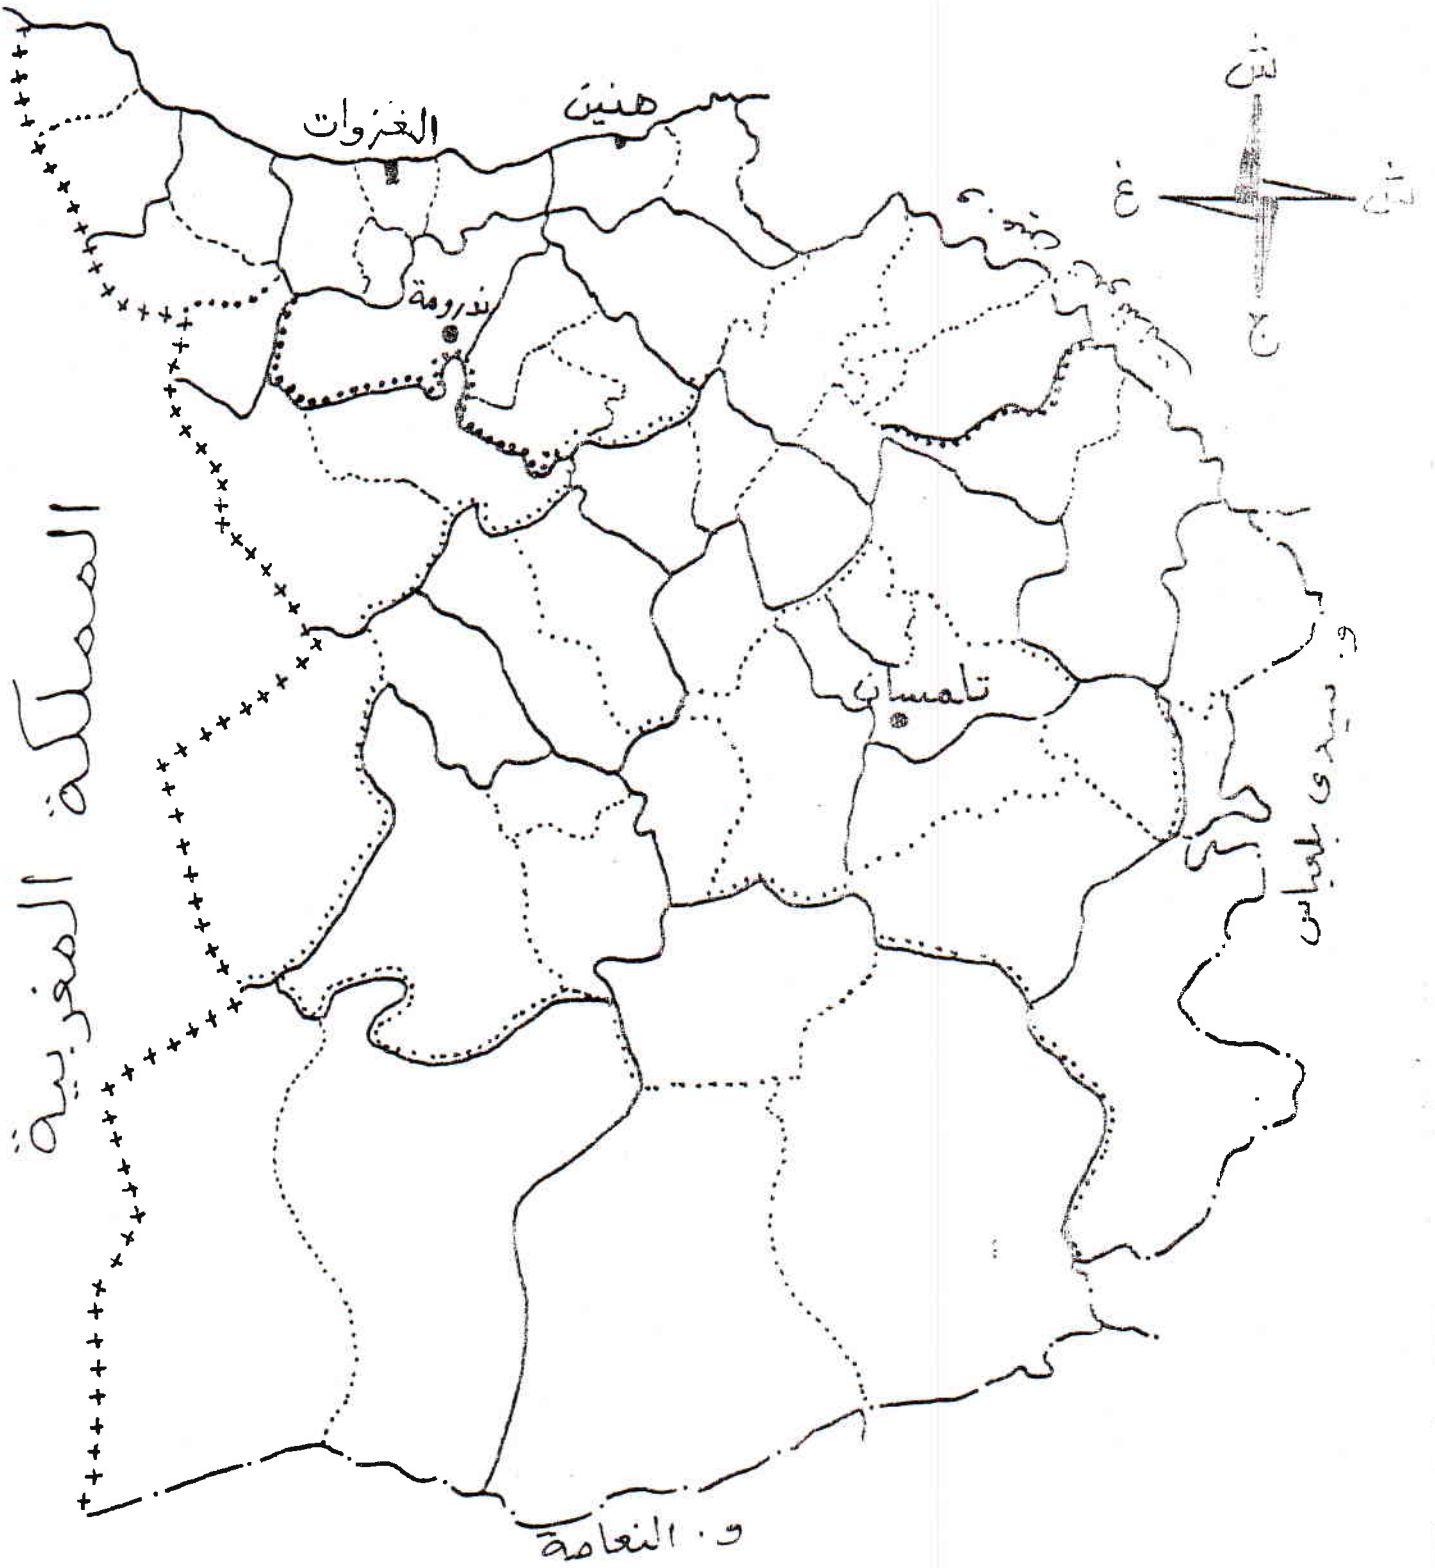 ش
هنين
الغزوات
غ
ش
ندرومة
ج
تلمسان
المملكة المغربية
و. سيدي بلعباس
و. النعامة